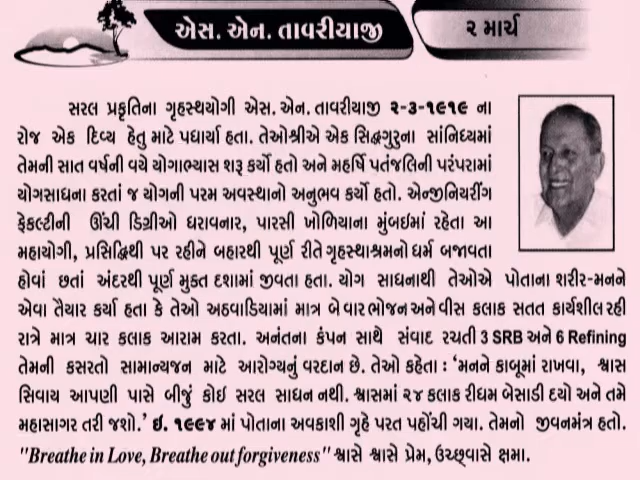 એસ. એન. તાવરીયાજી
૨ માર્ચ
સરલ પ્રકૃતિના ગૃહસ્થયોગી એસ. એન. તાવરીયાજી ૨-૩-૧૯૧૯ ના
રોજ એક દિવ્ય હેતુ માટે પધાર્યા હતા. તેઓશ્રીએ એક સિદ્ધગુરુના સાંનિધ્યમાં
તેમની સાત વર્ષની વયે યોગાભ્યાસ શરૂ કર્યો હતો અને મહર્ષિ પતંજલિની પરંપરામાં
યોગસાધના કરતાં જ યોગની પરમ અવસ્થાનો અનુભવ કર્યો હતો. એન્જીનિયરીંગ
ફેકલ્ટીની ઊંચી ડિગ્રીઓ ધરાવનાર, પારસી ખોળિયાના મુંબઈમાં રહેતા આ
મહાયોગી, પ્રસિદ્ધિથી પર રહીને બહારથી પૂર્ણ રીતે ગૃહસ્થાશ્રમનો ધર્મ બજાવતા
હોવાં છતાં અંદરથી પૂર્ણ મુક્ત દશામાં જીવતા હતા. યોગ સાધનાથી તેઓએ પોતાના શરીર-મનને
એવા તૈયાર કર્યા હતા કે તેઓ અઠવાડિયામાં માત્ર બે વાર ભોજન અને વીસ કલાક સતત કાર્યશીલ રહી
રાત્રે માત્ર ચાર કલાક આરામ કરતા. અનંતના કંપન સાથે સંવાદ રચતી 3 SRB અને 6 Refining
તેમની કસરતો સામાન્યજન માટે આરોગ્યનું વરદાન છે. તેઓ કહેતા : ‘મનને કાબૂમાં રાખવા, શ્વાસ
સિવાય આપણી પાસે બીજું કોઈ સરલ સાધન નથી. શ્વાસમાં ૨૪ કલાક રીધમ બેસાડી દયો અને તમે
મહાસાગર તરી જશો.’ ઇ. ૧૯૯૪ માં પોતાના અવકાશી ગૃહે પરત પહોંચી ગયા. તેમનો જીવનમંત્ર હતો.
"Breathe in Love, Breathe out forgiveness" શ્વાસે શ્વાસે પ્રેમ, ઉચ્છ્‌વાસે ક્ષમા.